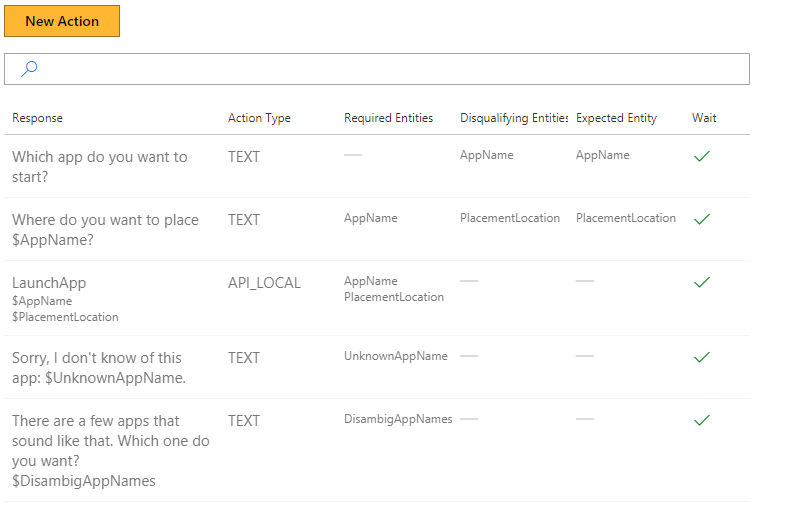 New Action
Response Action Type Required Entities Disqualifying Entities Expected Entity Wait
Which app do you want to TEXT AppName AppName
start?
Where do you want to place TEXT AppName PlacementLocation PlacementLocation
$AppName?
LaunchApp API_LOCAL AppName
$AppName PlacementLocation
$PlacementLocation
Sorry, I don't know of this TEXT UnknownAppName
app: $UnknownAppName.
There are a few apps that TEXT DisambigAppNames
sound like that. Which one do
you want?
$DisambigAppNames